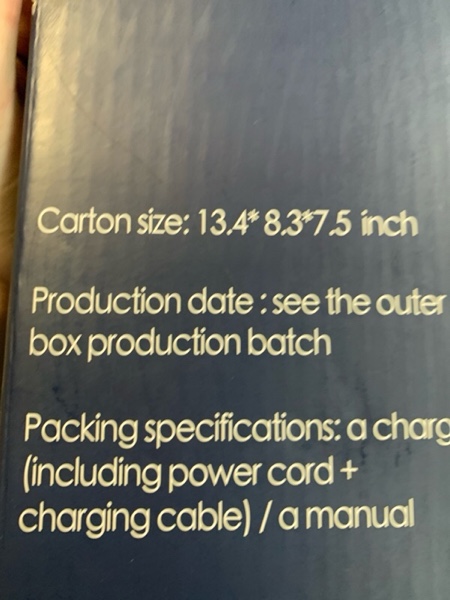 Carton size: 13.4* 8.3*7.5 inch
Production date : see the outer
box production batch
Packing specifications: a charg
(including power cord +
charging cable) / a manual